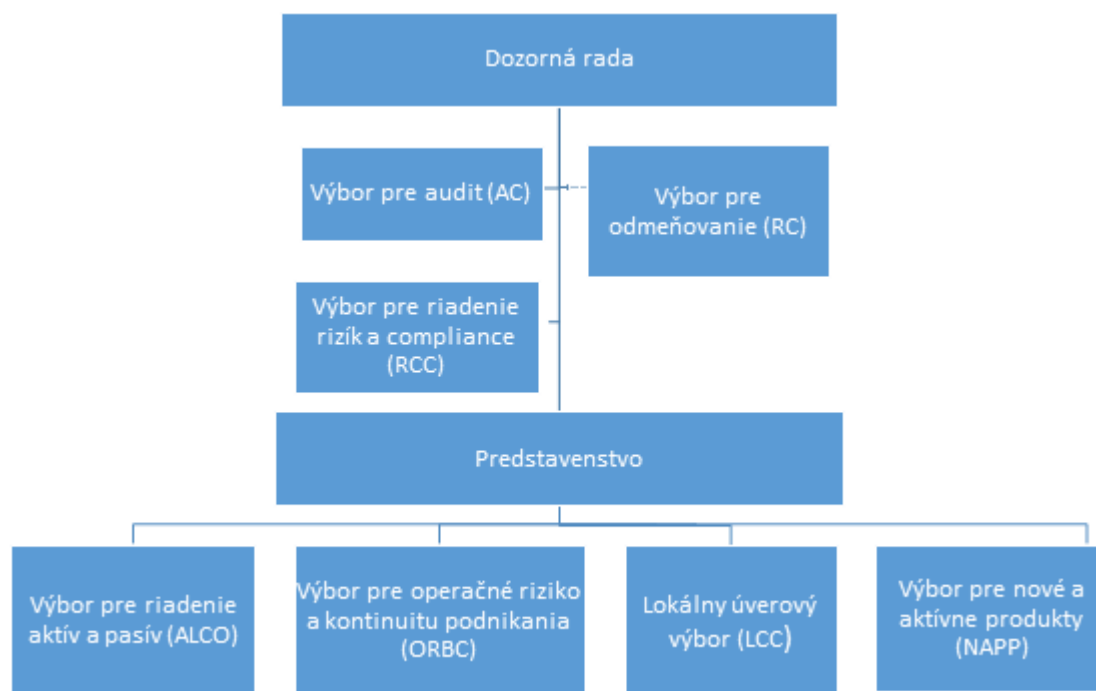 Dozorná rada
Výbor pre audit (AC)
Výbor pre
odmeňovanie (RC)
Výbor pre riadenie
rizík a compliance
(RCC)
Predstavenstvo
Výbor pre riadenie
aktív a pasív (ALCO)
Výbor pre operačné riziko
a kontinuitu podnikania
(ORBC)
Lokálny úverový
výbor (LCC)
Výbor pre nové a
aktívne produkty
(NAPP)